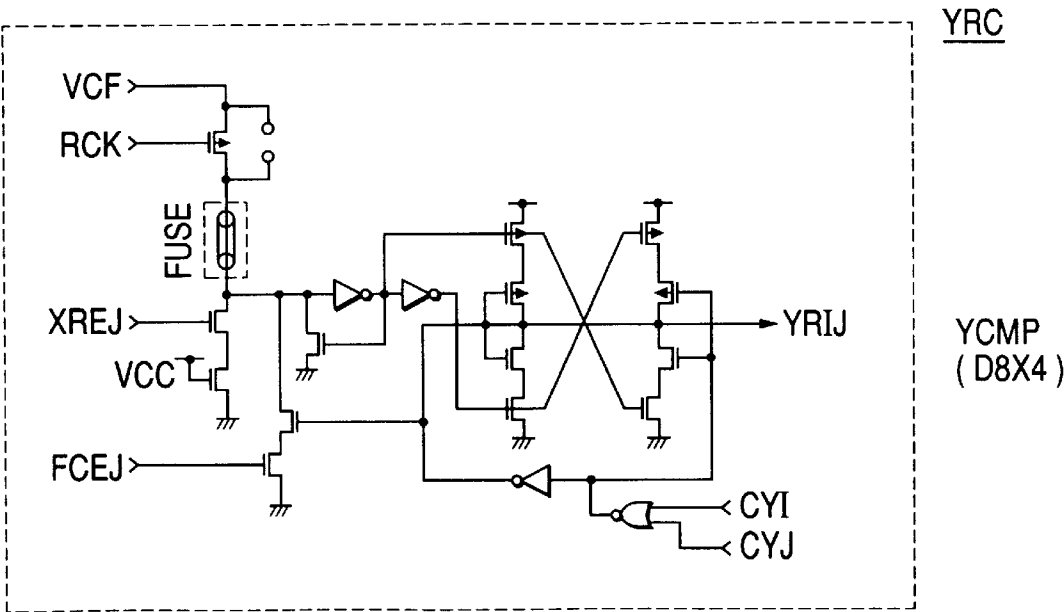 YRC
VCF
RCK
FUSE
XREJ
VCC
FCEJ
YRIJ
YCMP
( D8X4 )
CYI
CYJ